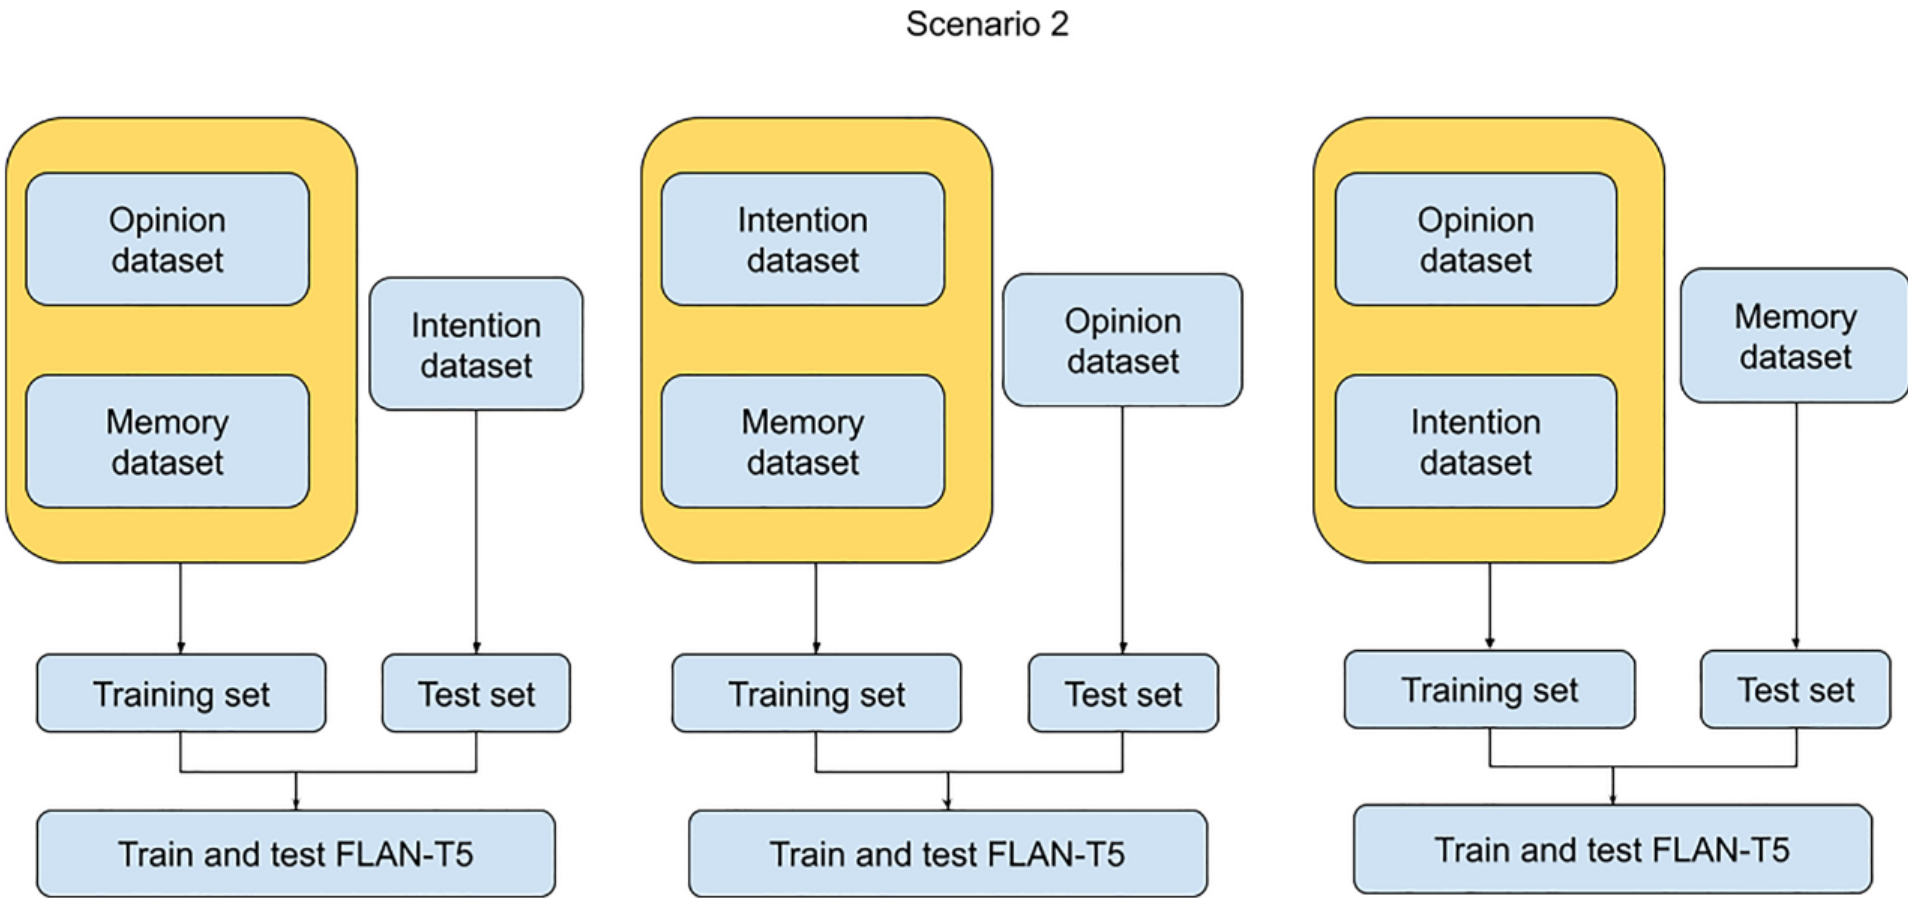 Scenario 2
Opinion
dataset
Memory
dataset
Intention
dataset
Training set
Test set
Train and test FLAN-T5
Intention
dataset
Memory
dataset
Opinion
dataset
Training set
Test set
Train and test FLAN-T5
Opinion
dataset
Intention
dataset
Memory
dataset
Training set
Test set
Train and test FLAN-T5